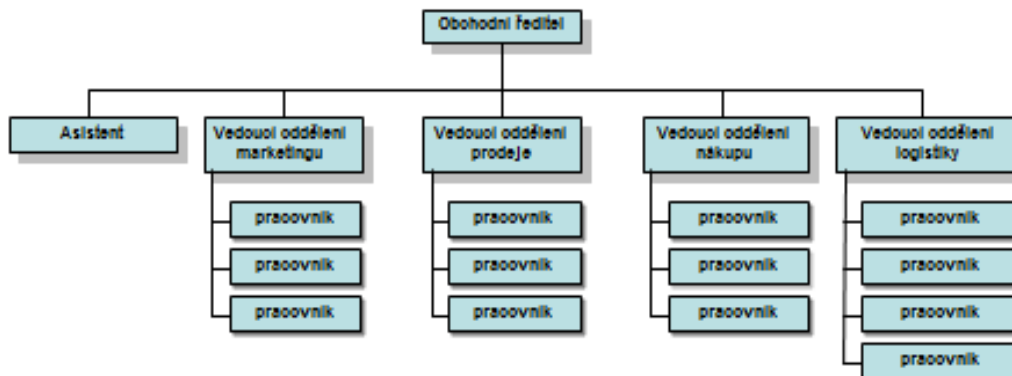 Obchodní ředitel
Asistent
Vedoucí oddělení
marketingu
Vedoucí oddělení
prodeje
Vedoucí oddělení
nákupu
Vedoucí oddělení
logistiky
pracovník
pracovník
pracovník
pracovník
pracovník
pracovník
pracovník
pracovník
pracovník
pracovník
pracovník
pracovník
pracovník